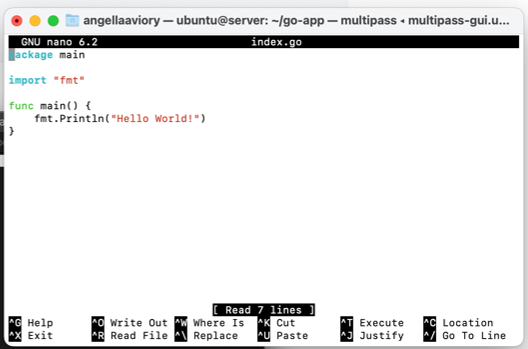 angellaaviory — ubuntu@server: ~/go-app — multipass ◂ multipass-gui.u...
GNU nano 6.2 index.go
package main
import "fmt"
func main() {
    fmt.Println("Hello World!")
}
[ Read 7 lines ]
^G Help ^O Write Out ^W Where Is ^K Cut ^T Execute ^C Location
^X Exit ^R Read File ^\ Replace ^U Paste ^J Justify ^/ Go To Line